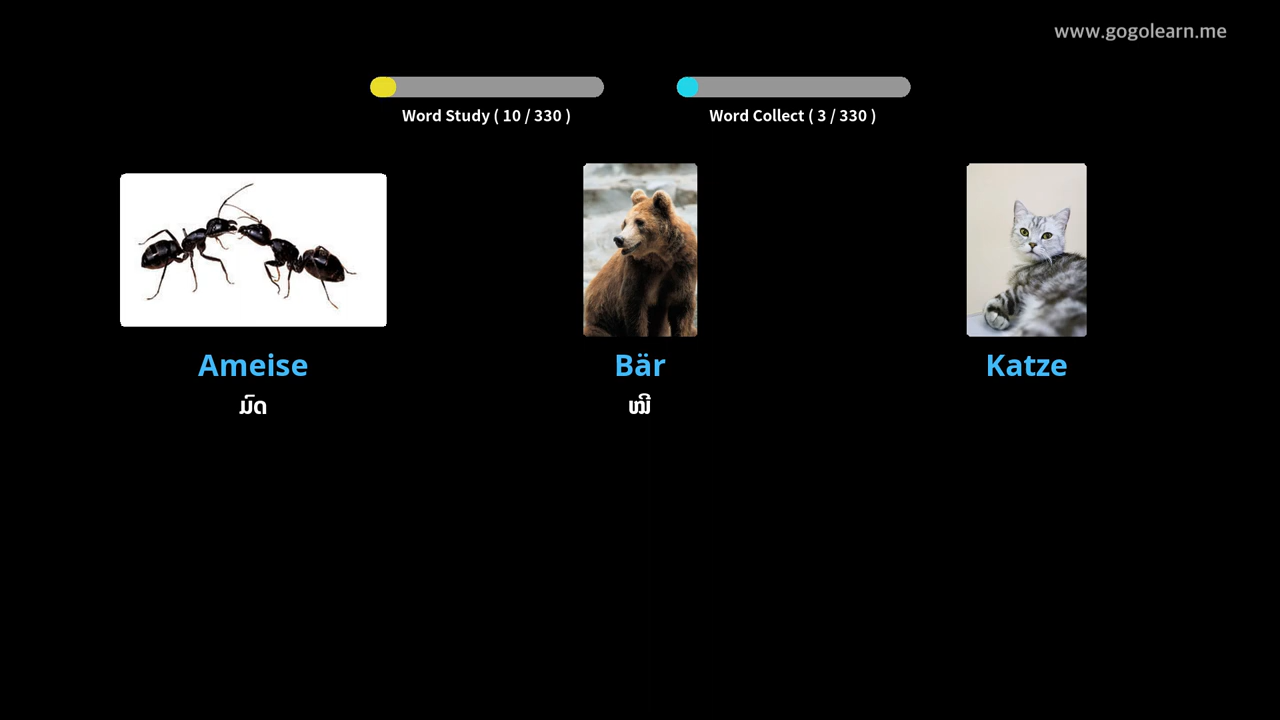 www.gogolearn.me
Word Study ( 10 / 330 )
Word Collect ( 3 / 330 )
Ameise
ມົດ
Bär
ໝີ
Katze